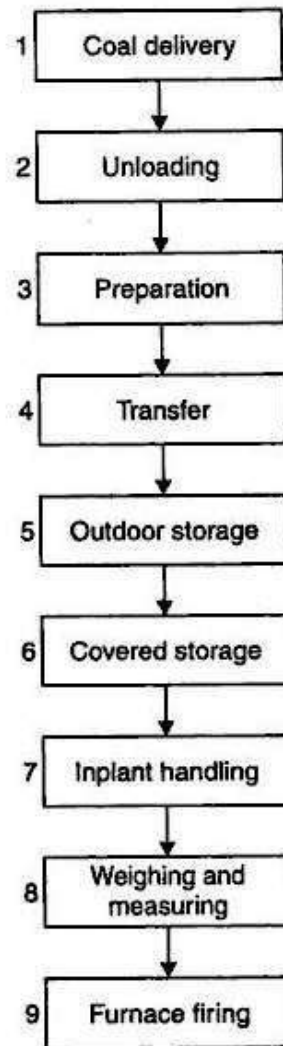 1 Coal delivery
2 Unloading
3 Preparation
4 Transfer
5 Outdoor storage
6 Covered storage
7 Inplant handling
8 Weighing and
measuring
9 Furnace firing